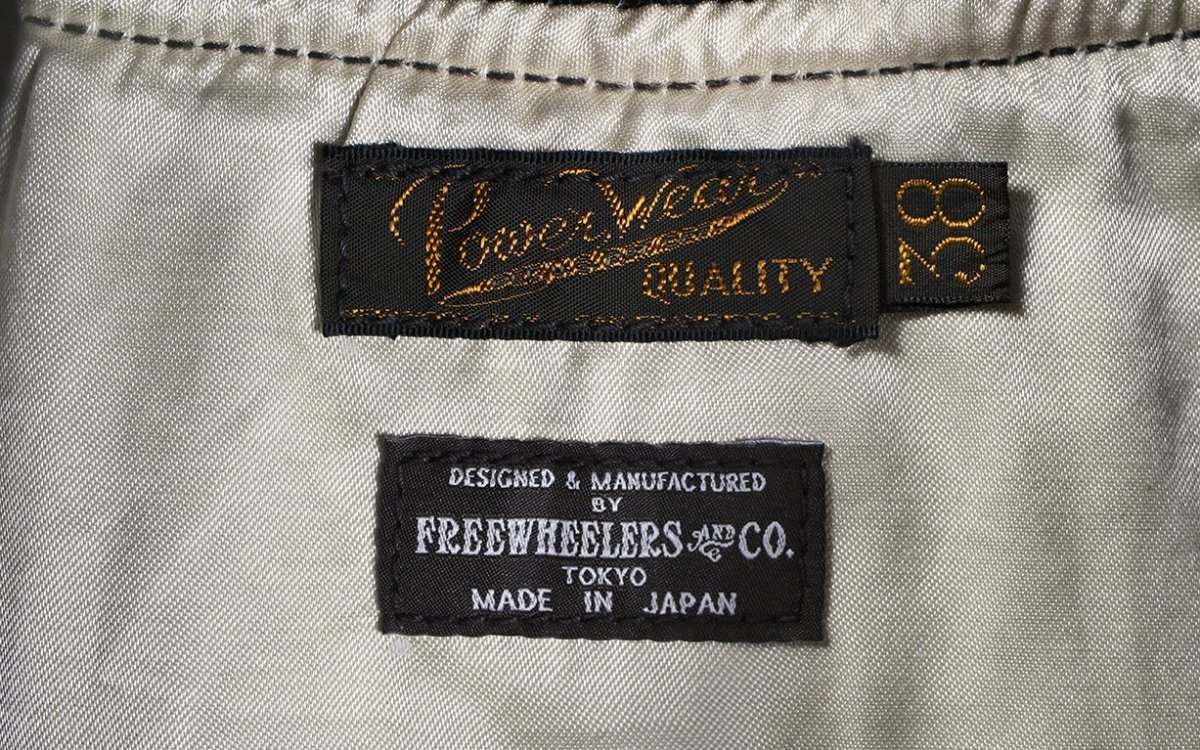 Power Wear
QUALITY
38
DESIGNED & MANUFACTURED
BY
FREEWHEELERS AND CO.
TOKYO
MADE IN JAPAN